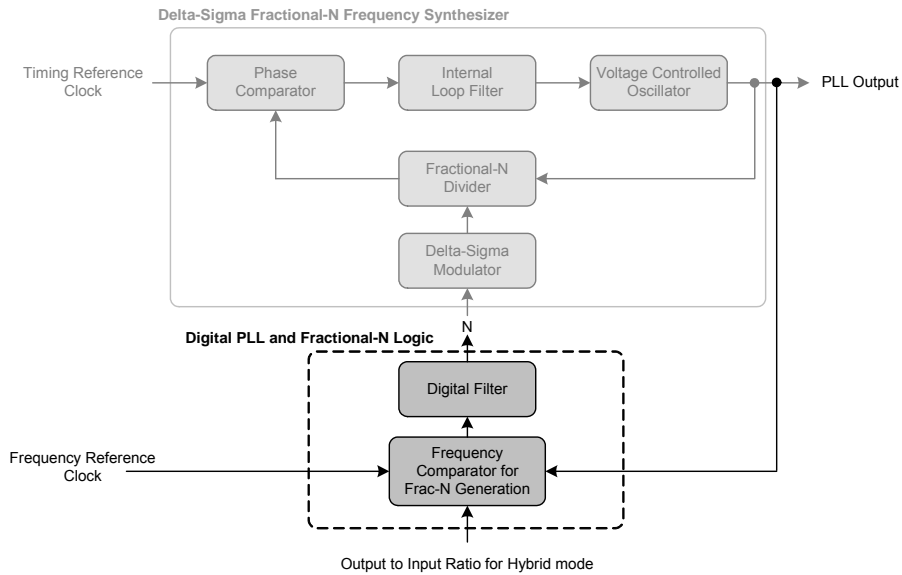 Delta-Sigma Fractional-N Frequency Synthesizer
Timing Reference
Clock
Phase
Comparator
Internal
Loop Filter
Voltage Controlled
Oscillator
PLL Output
Fractional-N
Divider
Delta-Sigma
Modulator
N
Digital PLL and Fractional-N Logic
Digital Filter
Frequency Reference
Clock
Frequency
Comparator for
Frac-N Generation
Output to Input Ratio for Hybrid mode